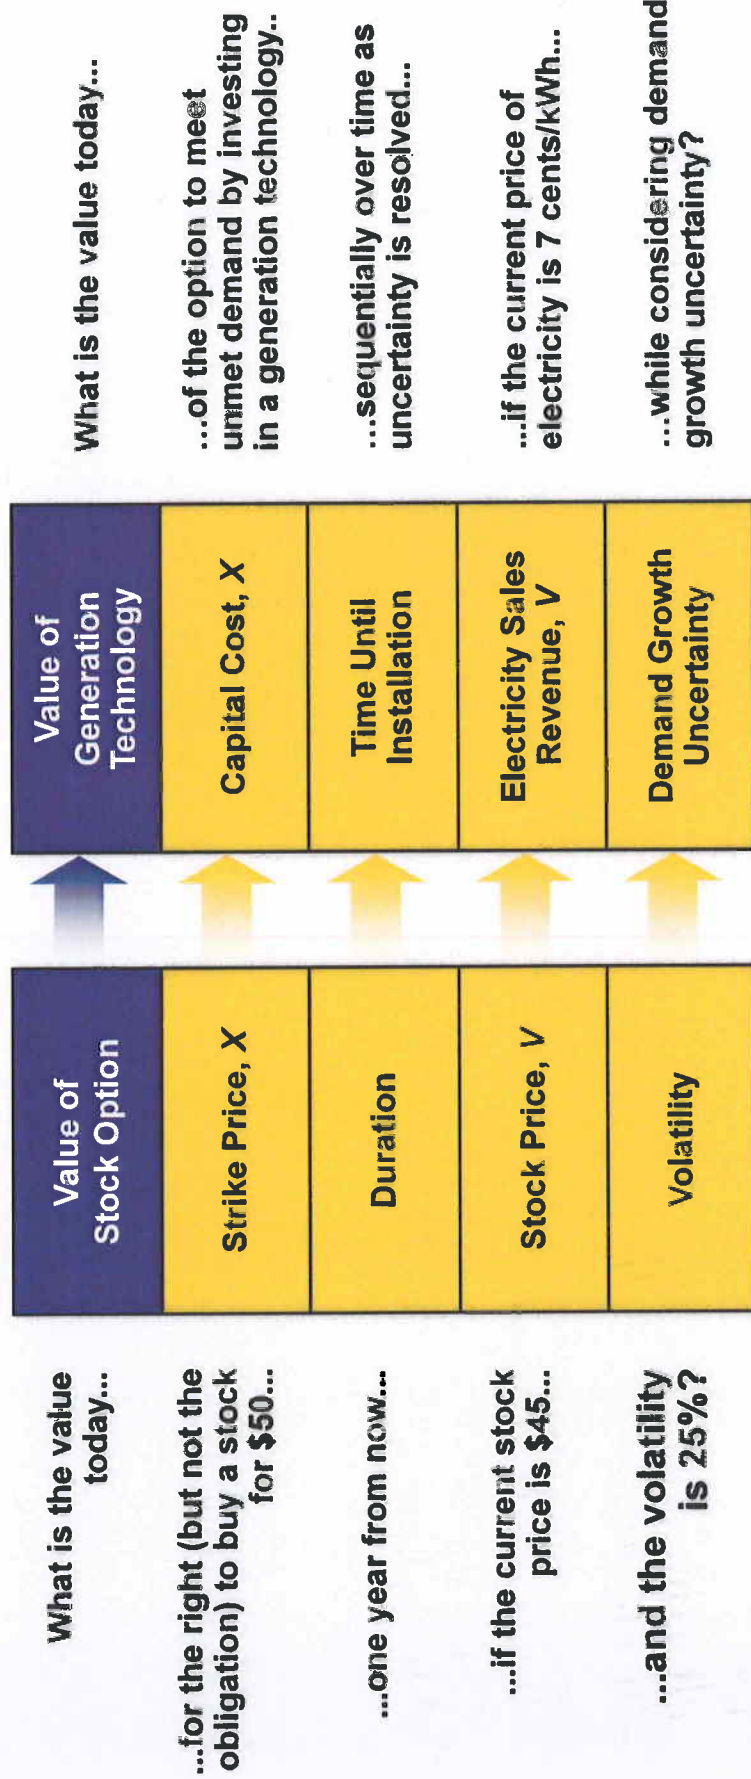 What is the value
today...
...for the right (but not the
obligation) to buy a stock
for $50...
...one year from now...
...if the current stock
price is $45...
...and the volatility
is 25%?
Value of
Stock Option
Strike Price, X
Duration
Stock Price, V
Volatility
Value of
Generation
Technology
Capital Cost, X
Time Until
Installation
Electricity Sales
Revenue, V
Demand Growth
Uncertainty
What is the value today...
...of the option to meet
unmet demand by investing
in a generation technology..
...sequentially over time as
uncertainty is resolved...
...if the current price of
electricity is 7 cents/kWh...
...while considering demand
growth uncertainty?